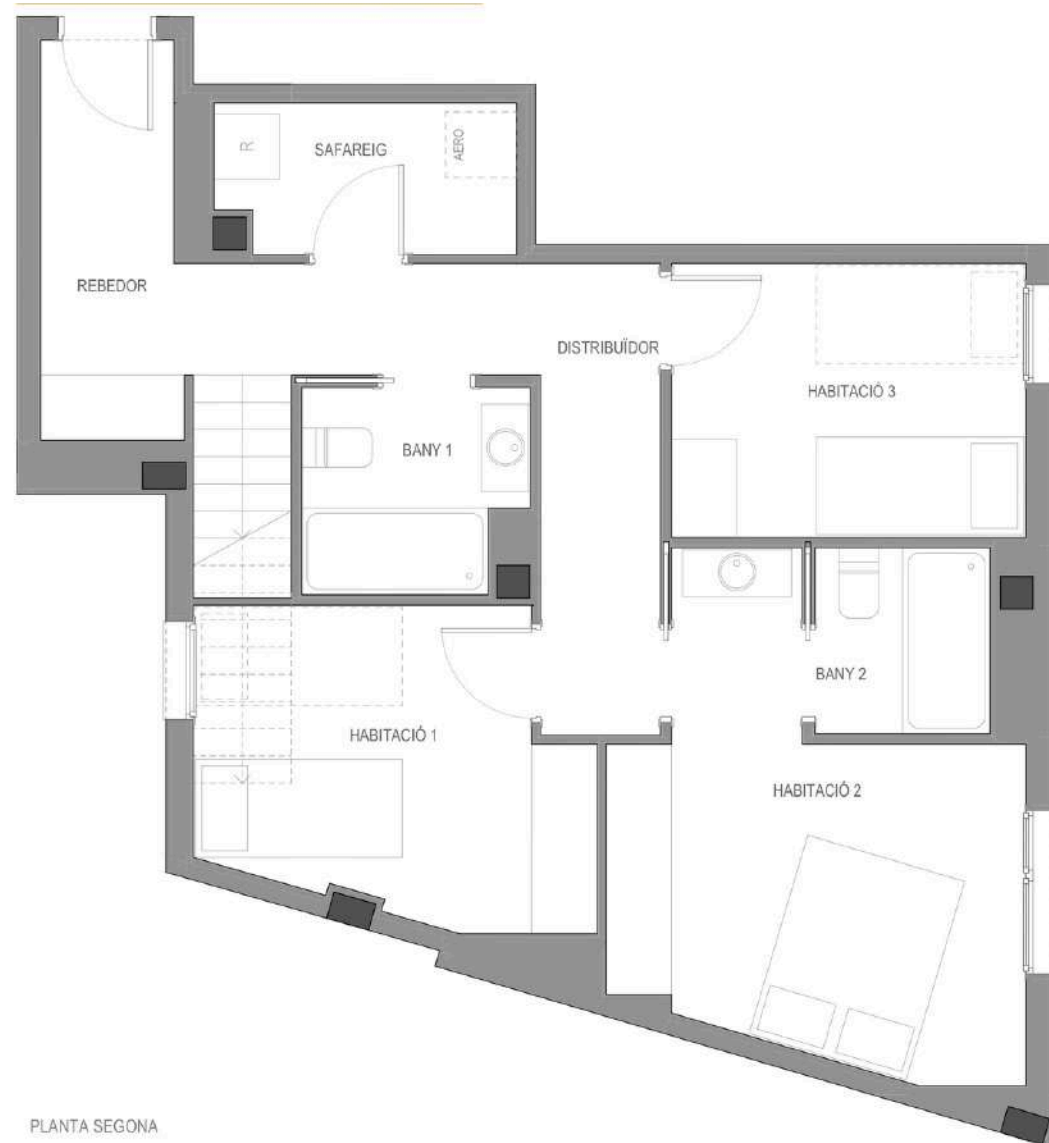 SAFAREIG
R
AERO
REBEDOR
DISTRIBUÏDOR
HABITACIÓ 3
BANY 1
BANY 2
HABITACIÓ 1
HABITACIÓ 2
PLANTA SEGONA